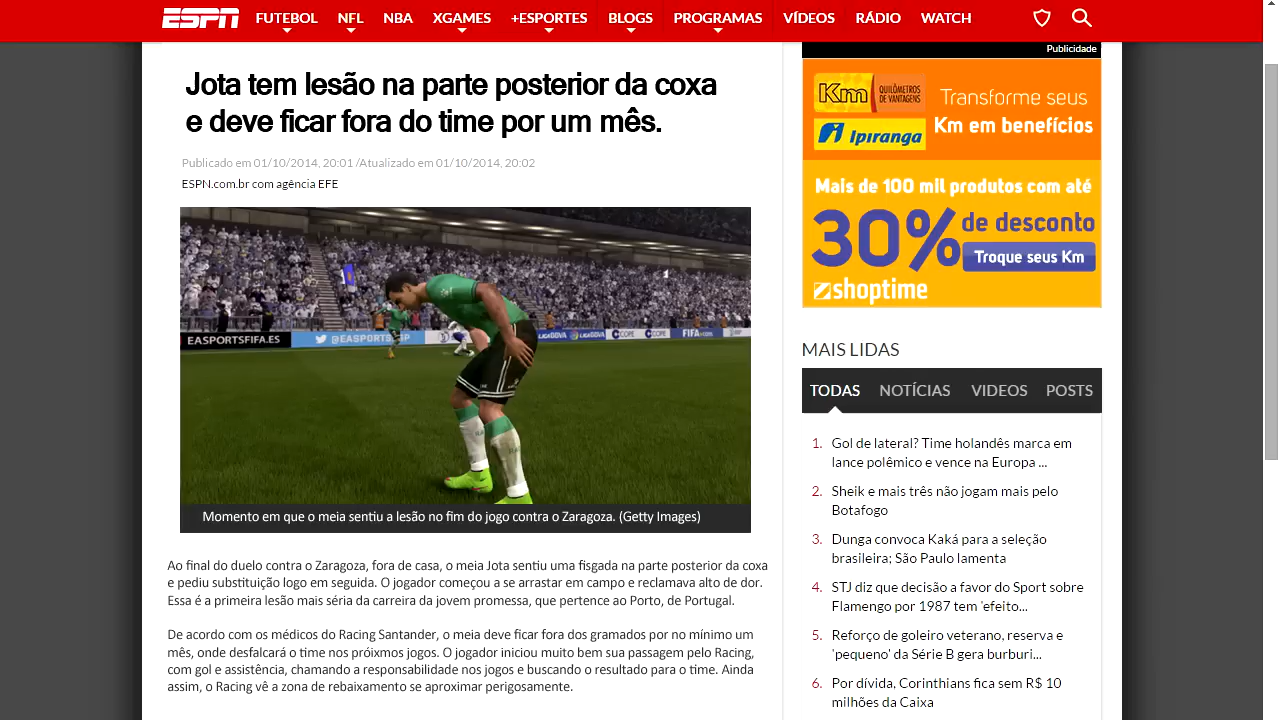 ESPN FUTEBOL NFL NBA XGAMES +ESPORTES BLOGS PROGRAMAS VÍDEOS RÁDIO WATCH
Jota tem lesão na parte posterior da coxa
e deve ficar fora do time por um mês.
Publicado em 01/10/2014, 20:01 /Atualizado em 01/10/2014, 20:02
ESPN.com.br com agência EFE
EASPORTSFIFA.ES
LIGABBVA
COPE
COPE
FIFA
Momento em que o meia sentiu a lesão no fim do jogo contra o Zaragoza. (Getty Images)
Ao final do duelo contra o Zaragoza, fora de casa, o meia Jota sentiu uma fisgada na parte posterior da coxa
e pediu substituição logo em seguida. O jogador começou a se arrastar em campo e reclamava alto de dor.
Essa é a primeira lesão mais séria da carreira da jovem promessa, que pertence ao Porto, de Portugal.
De acordo com os médicos do Racing Santander, o meia deve ficar fora dos gramados por no mínimo um
mês, onde desfalcará o time nos próixmos jogos. O jogador iniciou muito bem sua passagem pelo Racing,
com gol e assistência, chamando a responsabilidade nos jogos e buscando o resultado para o time. Ainda
assim, o Racing vê a zona de rebaixamento se aproximar perigosamente.
Publicidade
Km QUILÔMETROS
DE VANTAGENS
Ipiranga
Transforme seus
Km em benefícios
Mais de 100 mil produtos com até
30% de desconto
Troque seus Km
shoptime
MAIS LIDAS
TODAS NOTÍCIAS VIDEOS POSTS
1. Gol de lateral? Time holandês marca em
lance polêmico e vence na Europa ...
2. Sheik e mais três não jogam mais pelo
Botafogo
3. Dunga convoca Kaká para a seleção
brasileira; São Paulo lamenta
4. STJ diz que decisão a favor do Sport sobre
Flamengo por 1987 tem 'efeito...
5. Reforço de goleiro veterano, reserva e
'pequeno' da Série B gera burburi...
6. Por dívida, Corinthians fica sem R$ 10
milhões da Caixa